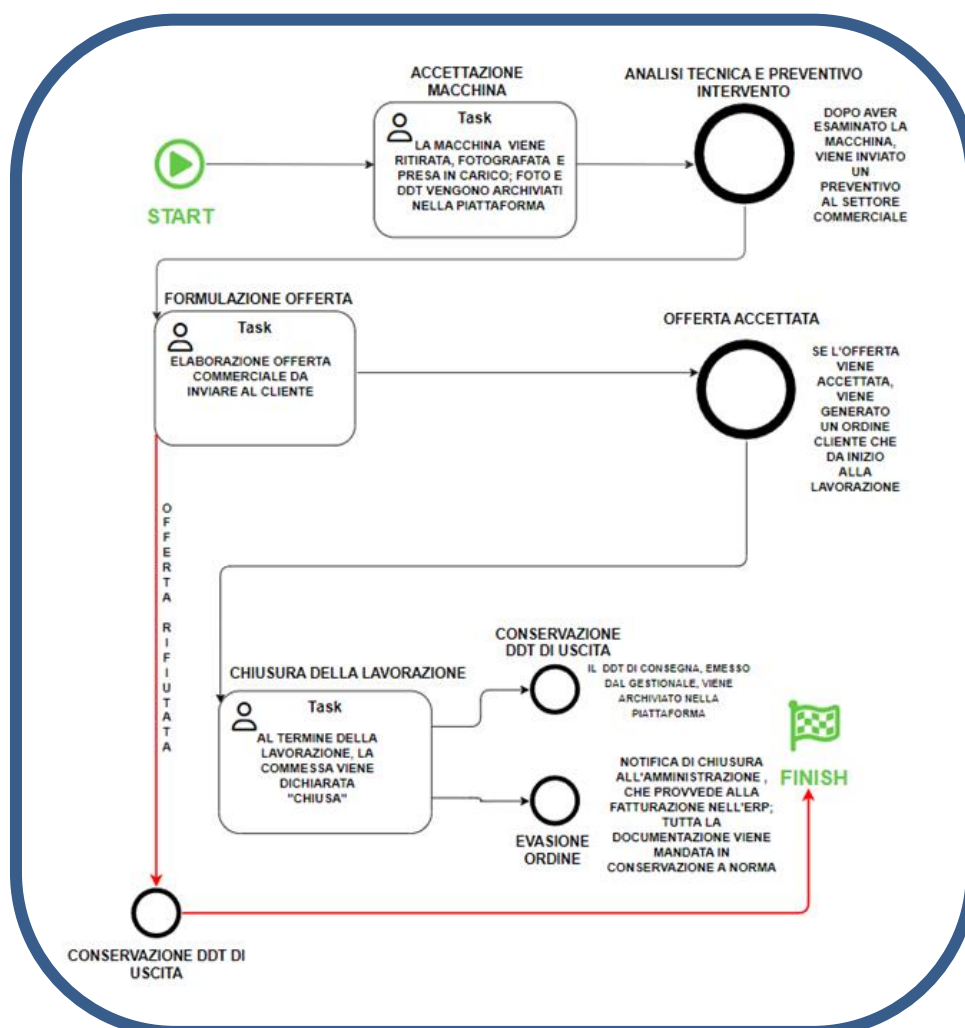 ACCETTAZIONE
MACCHINA
Task
LA MACCHINA VIENE
RITIRATA, FOTOGRAFATA E
PRESA IN CARICO; FOTO E
DDT VENGONO ARCHIVIATI
NELLA PIATTAFORMA
ANALISI TECNICA E PREVENTIVO
INTERVENTO
DOPO AVER
ESAMINATO LA
MACCHINA,
VIENE INVIATO
UN
PREVENTIVO
AL SETTORE
COMMERCIALE
START
FORMULAZIONE OFFERTA
Task
ELABORAZIONE OFFERTA
COMMERCIALE DA
INVIARE AL CLIENTE
OFFERTA ACCETTATA
SE L'OFFERTA
VIENE
ACCETTATA,
VIENE
GENERATO
UN ORDINE
CLIENTE CHE
DA INIZIO
ALLA
LAVORAZIONE
OFFERTA RIFIUTATA
CHIUSURA DELLA LAVORAZIONE
Task
AL TERMINE DELLA
LAVORAZIONE, LA
COMMESSA VIENE
DICHIARATA
"CHIUSA"
CONSERVAZIONE
DDT DI USCITA
IL DDT DI CONSEGNA, EMESSO
DAL GESTIONALE, VIENE
ARCHIVIATO NELLA
PIATTAFORMA
EVASIONE
ORDINE
NOTIFICA DI CHIUSURA
ALL'AMMINISTRAZIONE ,
CHE PROVVEDE ALLA
FATTURAZIONE NELL'ERP;
TUTTA LA
DOCUMENTAZIONE VIENE
MANDATA IN
CONSERVAZIONE A NORMA
FINISH
CONSERVAZIONE DDT DI
USCITA